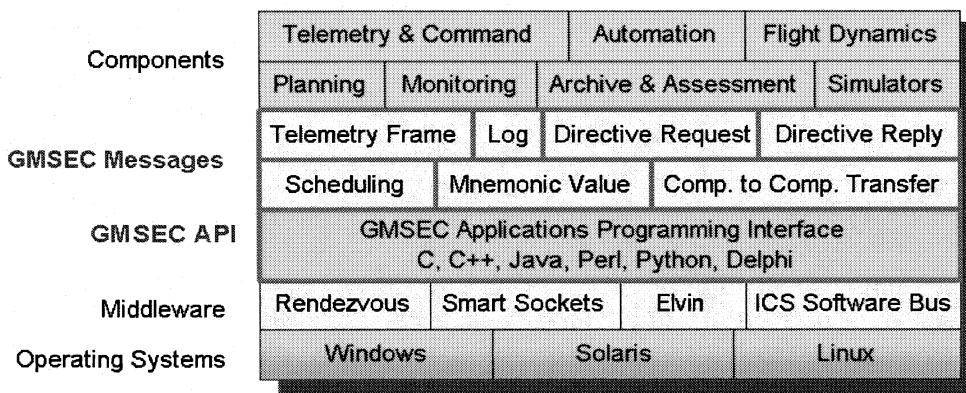 Components
Telemetry & Command Automation Flight Dynamics
Planning Monitoring Archive & Assessment Simulators
GMSEC Messages
Telemetry Frame Log Directive Request Directive Reply
Scheduling Mnemonic Value Comp. to Comp. Transfer
GMSEC API
GMSEC Applications Programming Interface
C, C++, Java, Perl, Python, Delphi
Middleware
Rendezvous Smart Sockets Elvin ICS Software Bus
Operating Systems
Windows Solaris Linux